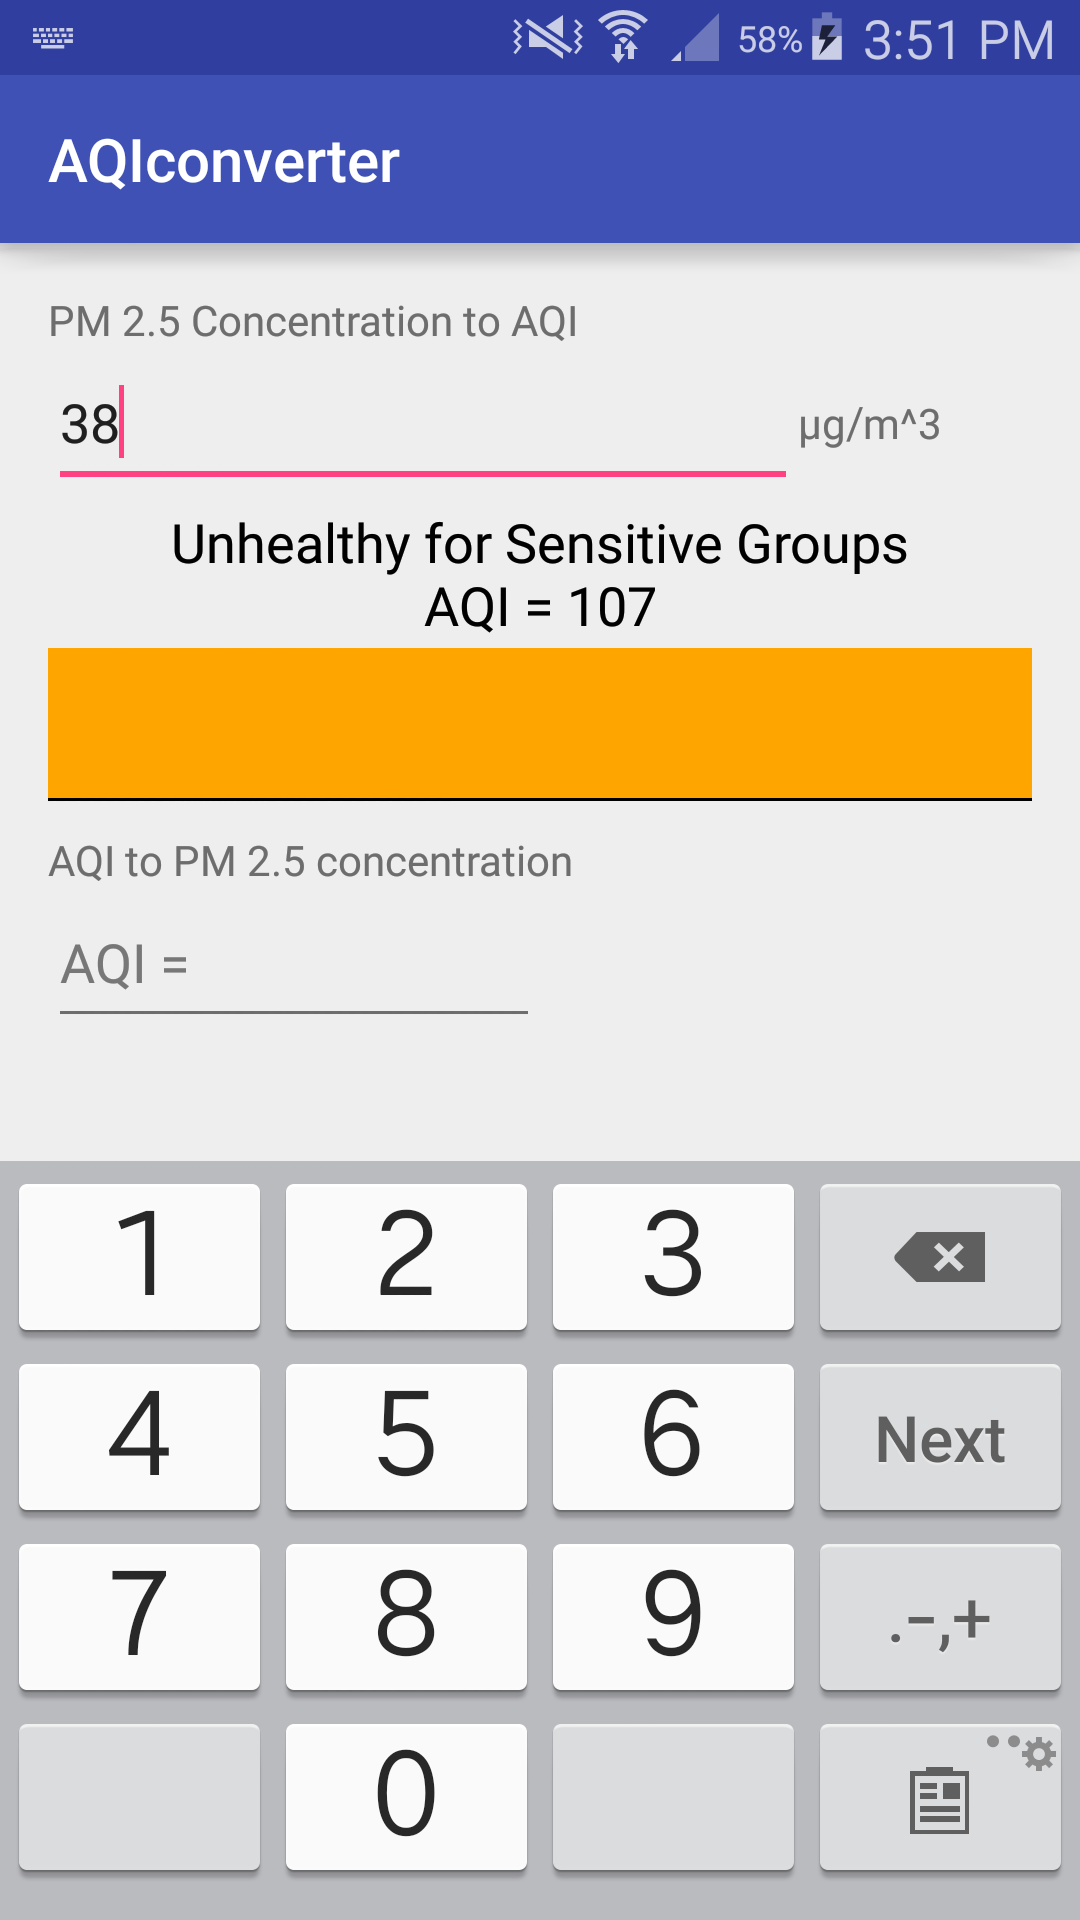 58% 3:51 PM
AQIconverter
PM 2.5 Concentration to AQI
38 µg/m^3
Unhealthy for Sensitive Groups
AQI = 107
AQI to PM 2.5 concentration
AQI =
1 2 3
4 5 6 Next
7 8 9 .-,+
0